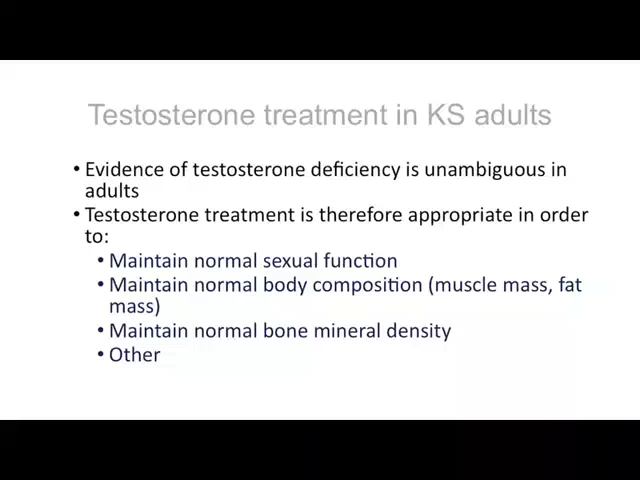 Testosterone treatment in KS adults
• Evidence of testosterone deficiency is unambiguous in
adults
• Testosterone treatment is therefore appropriate in order
to:
• Maintain normal sexual function
• Maintain normal body composition (muscle mass, fat
mass)
• Maintain normal bone mineral density
• Other